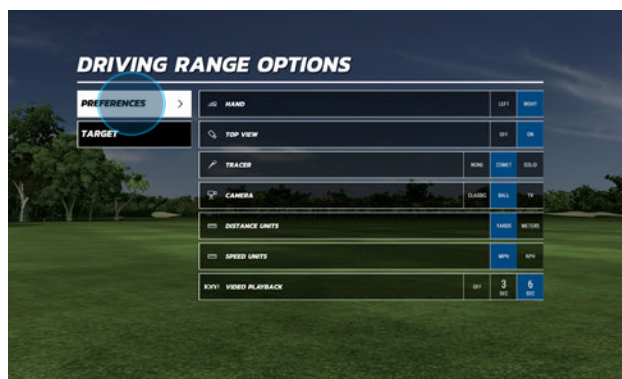 DRIVING RANGE OPTIONS
PREFERENCES >
TARGET
HAND LEFT RIGHT
TOP VIEW OFF ON
TRACER NONE COMET SOLID
CAMERA CLASSIC BALL TV
DISTANCE UNITS YARDS METERS
SPEED UNITS MPH KPH
VIDEO PLAYBACK OFF 3 SEC 6 SEC